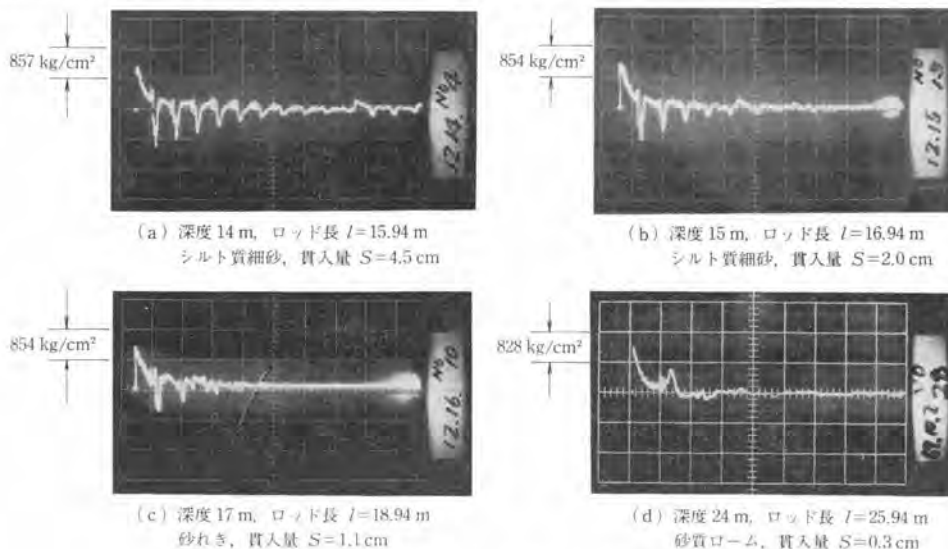 857 kg/cm²
854 kg/cm²
(a) 深度 14 m, ロッド長 l=15.94 m
シルト質細砂, 貫入量 S=4.5 cm
(b) 深度 15 m, ロッド長 l=16.94 m
シルト質細砂, 貫入量 S=2.0 cm
854 kg/cm²
828 kg/cm²
No 10
12.16.
(c) 深度 17 m, ロッド長 l=18.94 m
砂れき, 貫入量 S=1.1 cm
(d) 深度 24 m, ロッド長 l=25.94 m
砂質ローム, 貫入量 S=0.3 cm